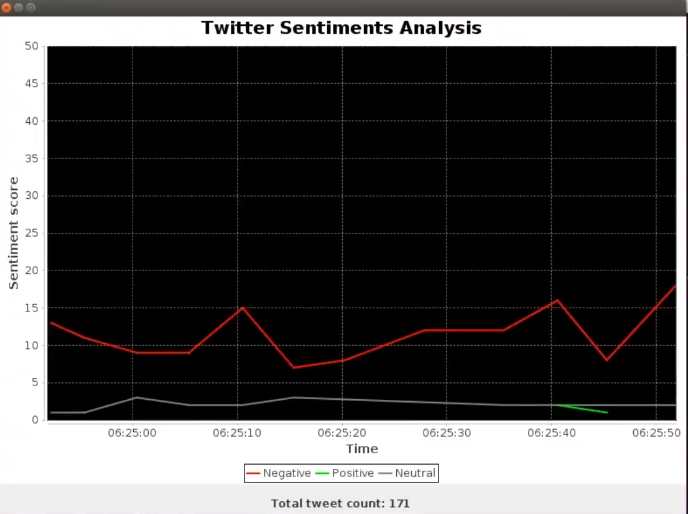 Twitter Sentiments Analysis
50
45
40
35
30
25
20
15
10
5
0
Sentiment score
06:25:00 06:25:10 06:25:20 06:25:30 06:25:40 06:25:50
Time
Negative Positive Neutral
Total tweet count: 171